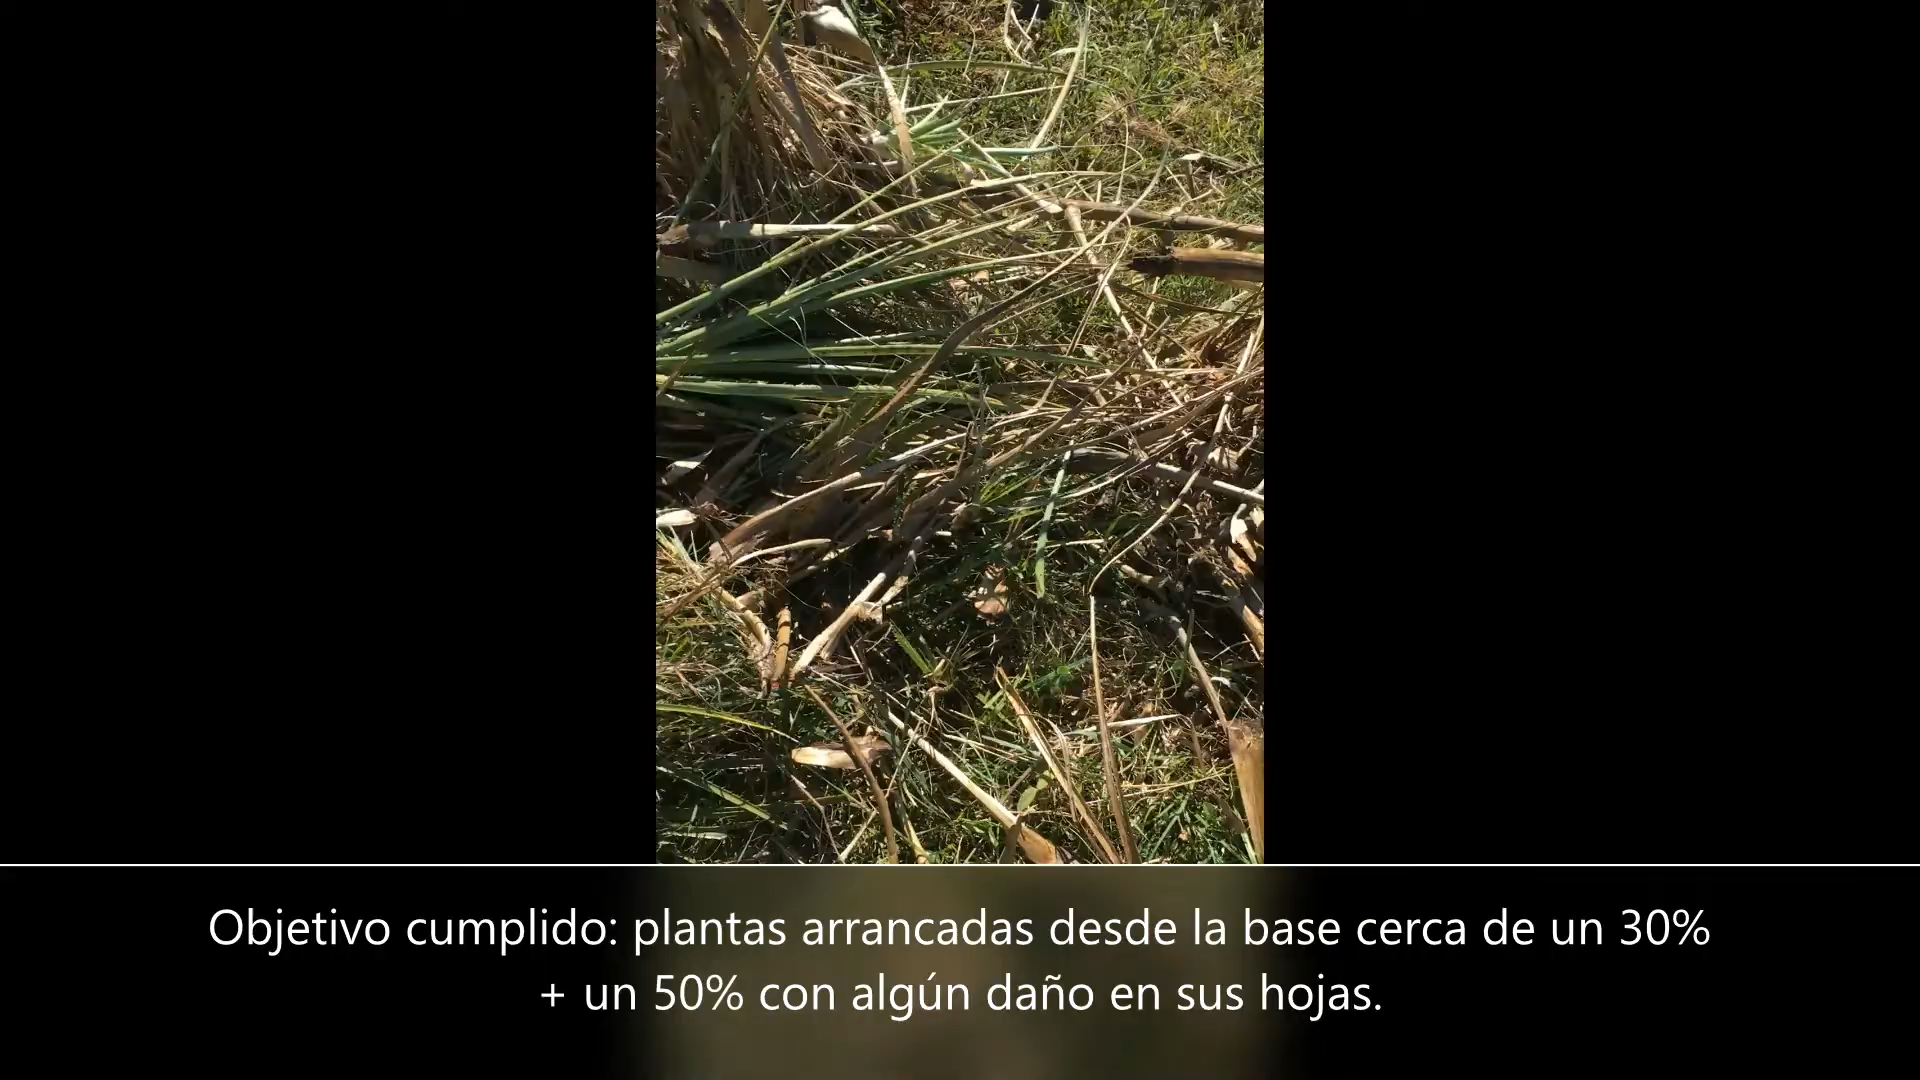 Objetivo cumplido: plantas arrancadas desde la base cerca de un 30%
+ un 50% con algún daño en sus hojas.